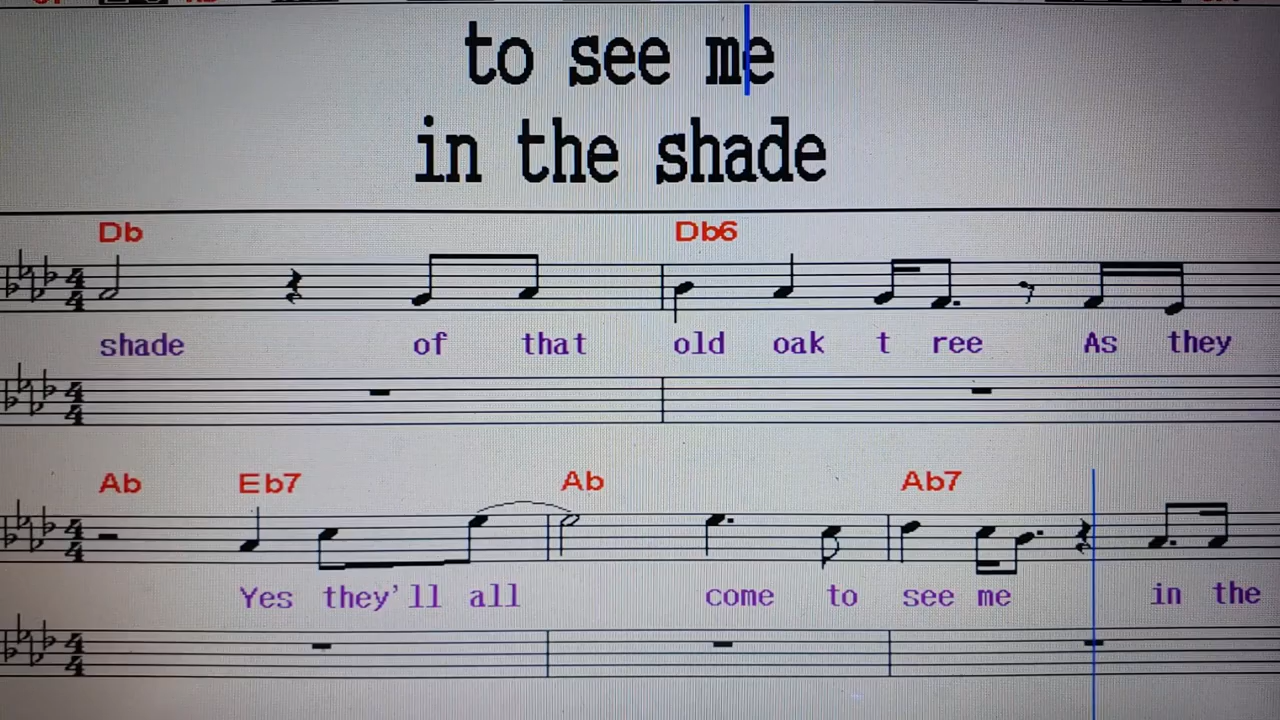 to see me
in the shade
Db Db6
shade of that old oak t ree As they
Ab Eb7 Ab Ab7
Yes they'll all come to see me in the